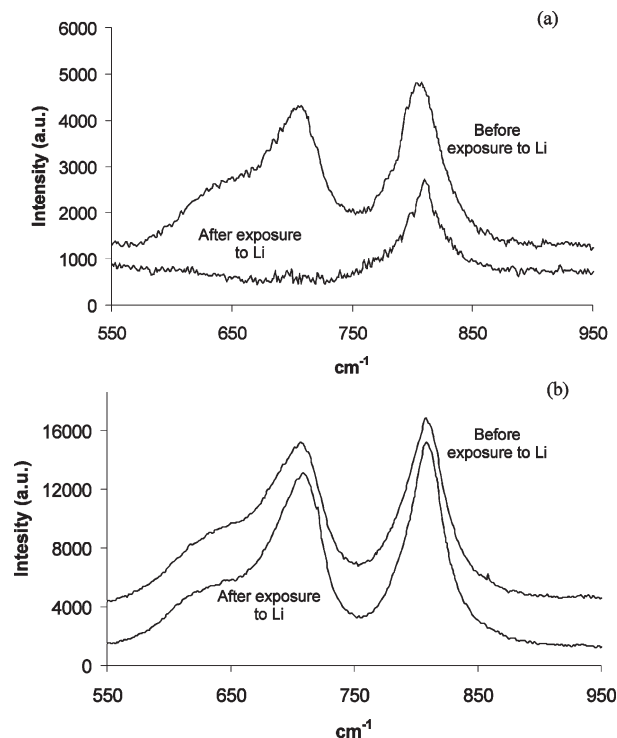 (a)
6000
5000
4000
3000
2000
1000
0
Intensity (a.u.)
Before
exposure to Li
After exposure
to Li
550
650
750
850
950
cm-1
(b)
16000
12000
8000
4000
0
Intesity (a.u.)
Before
exposure to Li
After exposure
to Li
550
650
750
850
950
cm-1